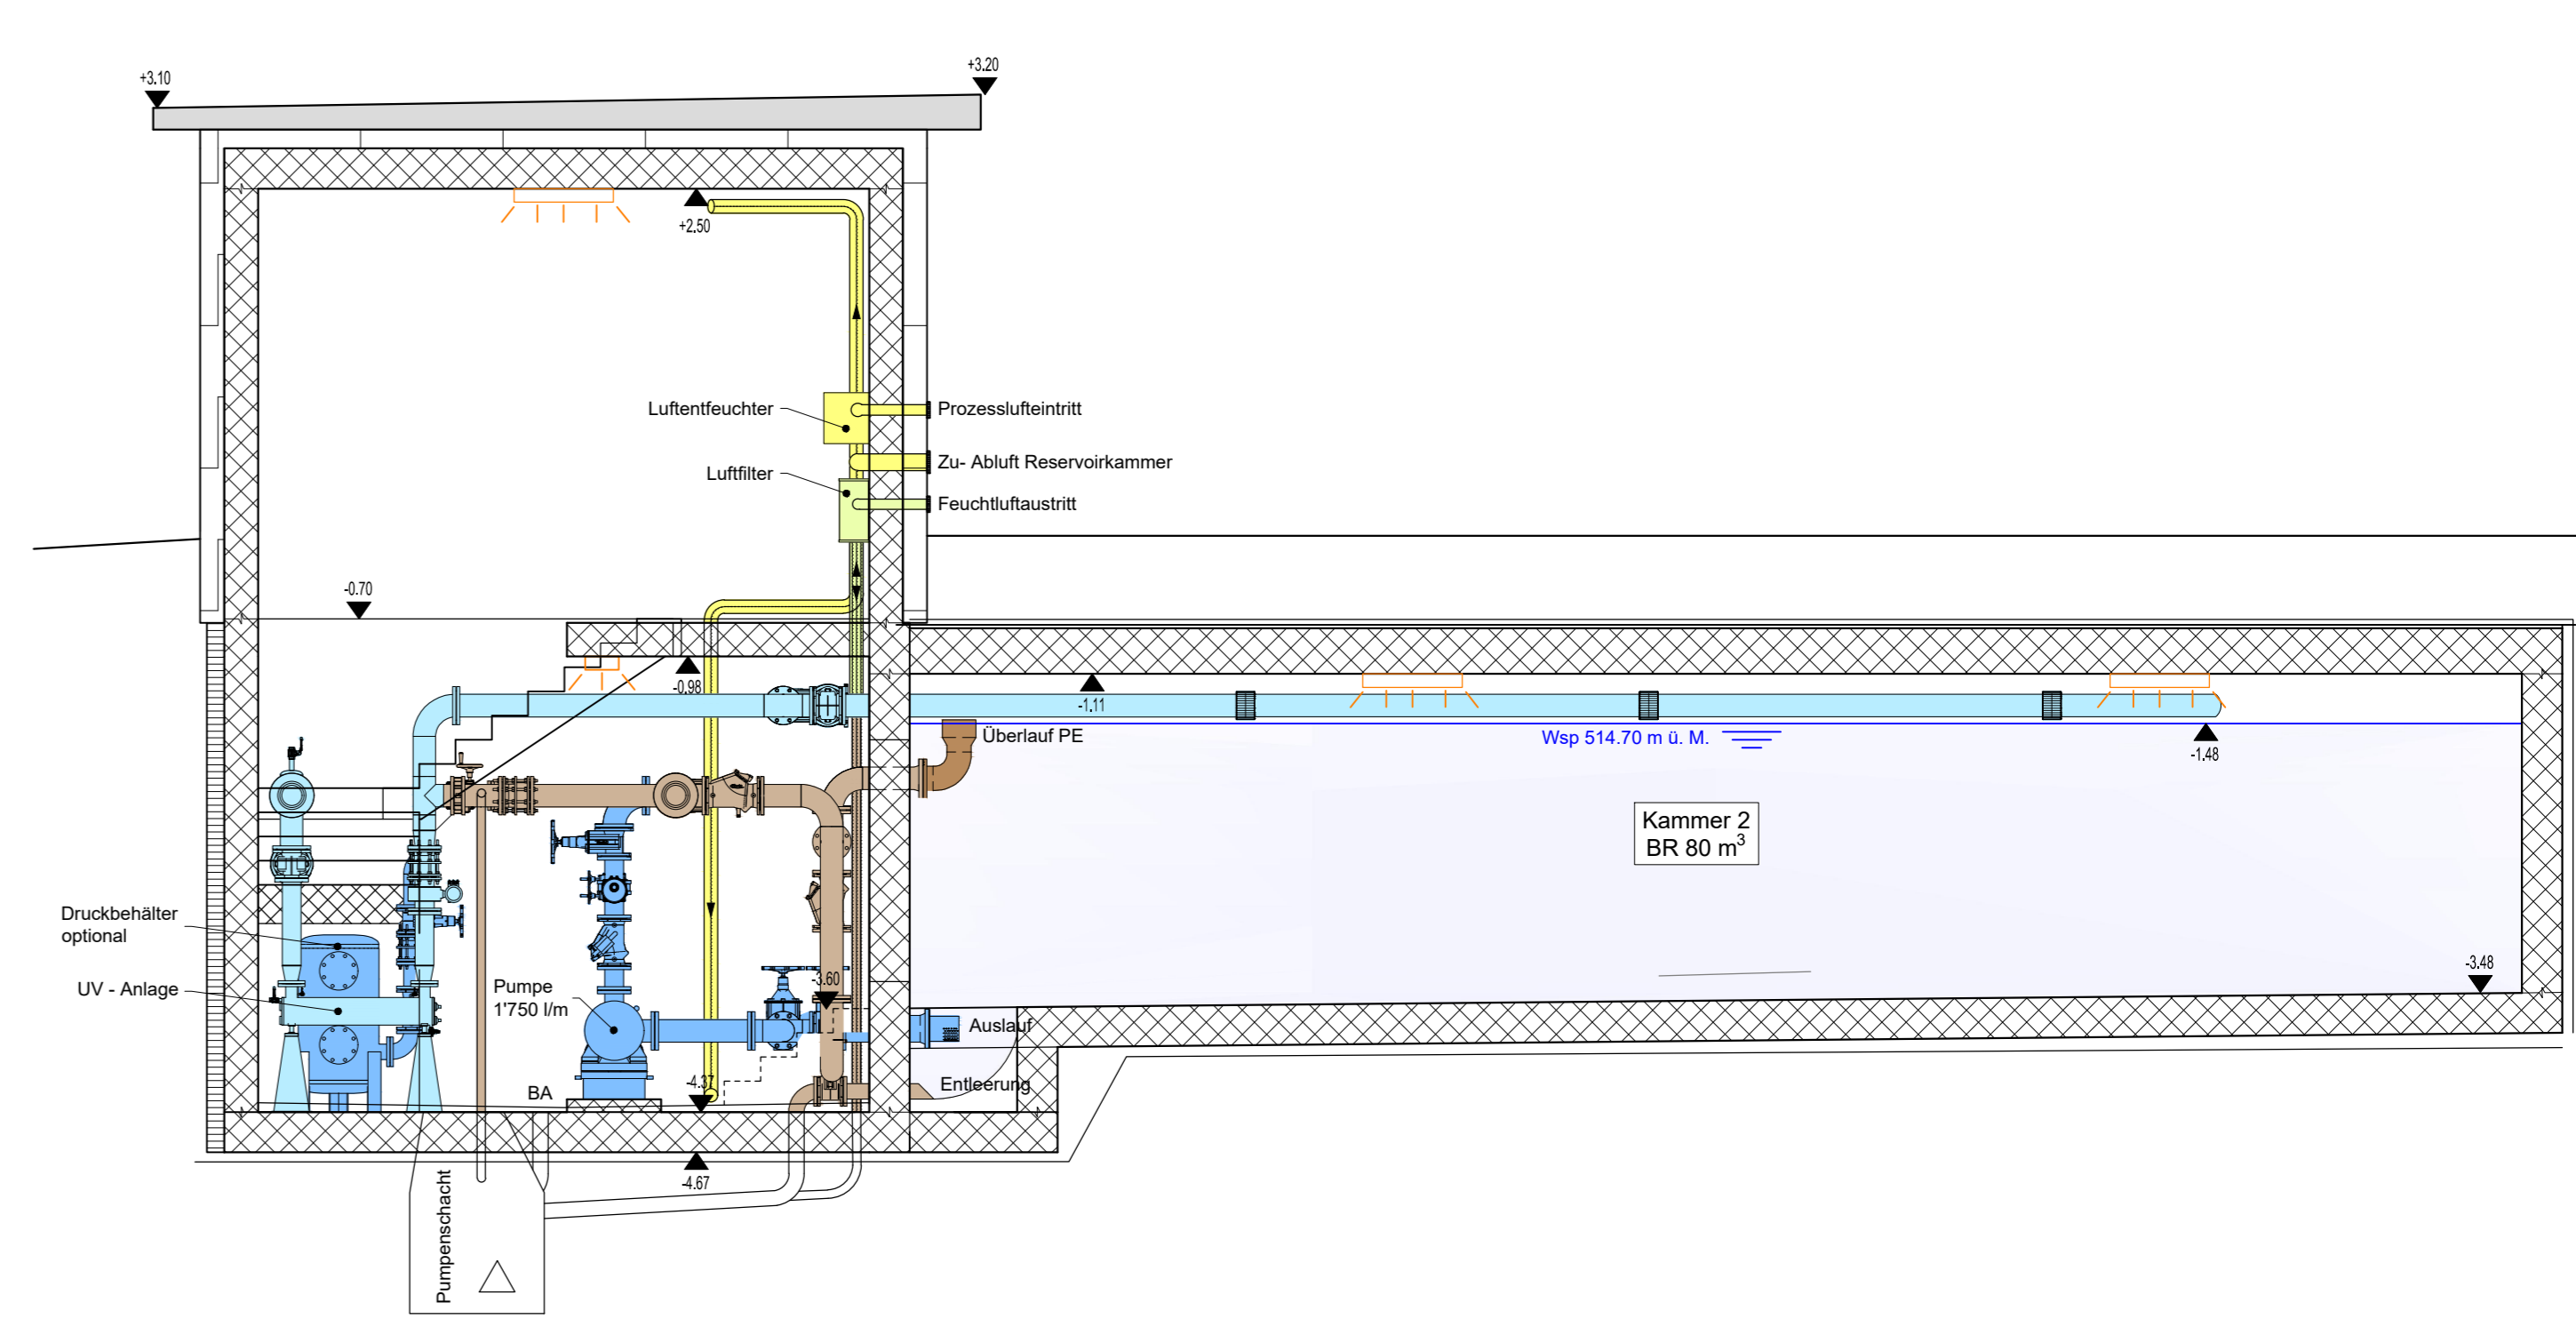 +3.10
+3.20
+2.50
Luftentfeuchter
Prozesslufteintritt
Zu- Abluft Reservoirkammer
Luftfilter
Feuchtluftaustritt
-0.70
-0.98
-1.11
Überlauf PE
Wsp 514.70 m ü. M.
-1.48
Kammer 2
BR 80 m³
Druckbehälter
optional
UV - Anlage
Pumpe
1'750 l/m
-3.60
-3.48
Auslauf
Entleerung
BA
-4.37
-4.67
Pumpenschacht